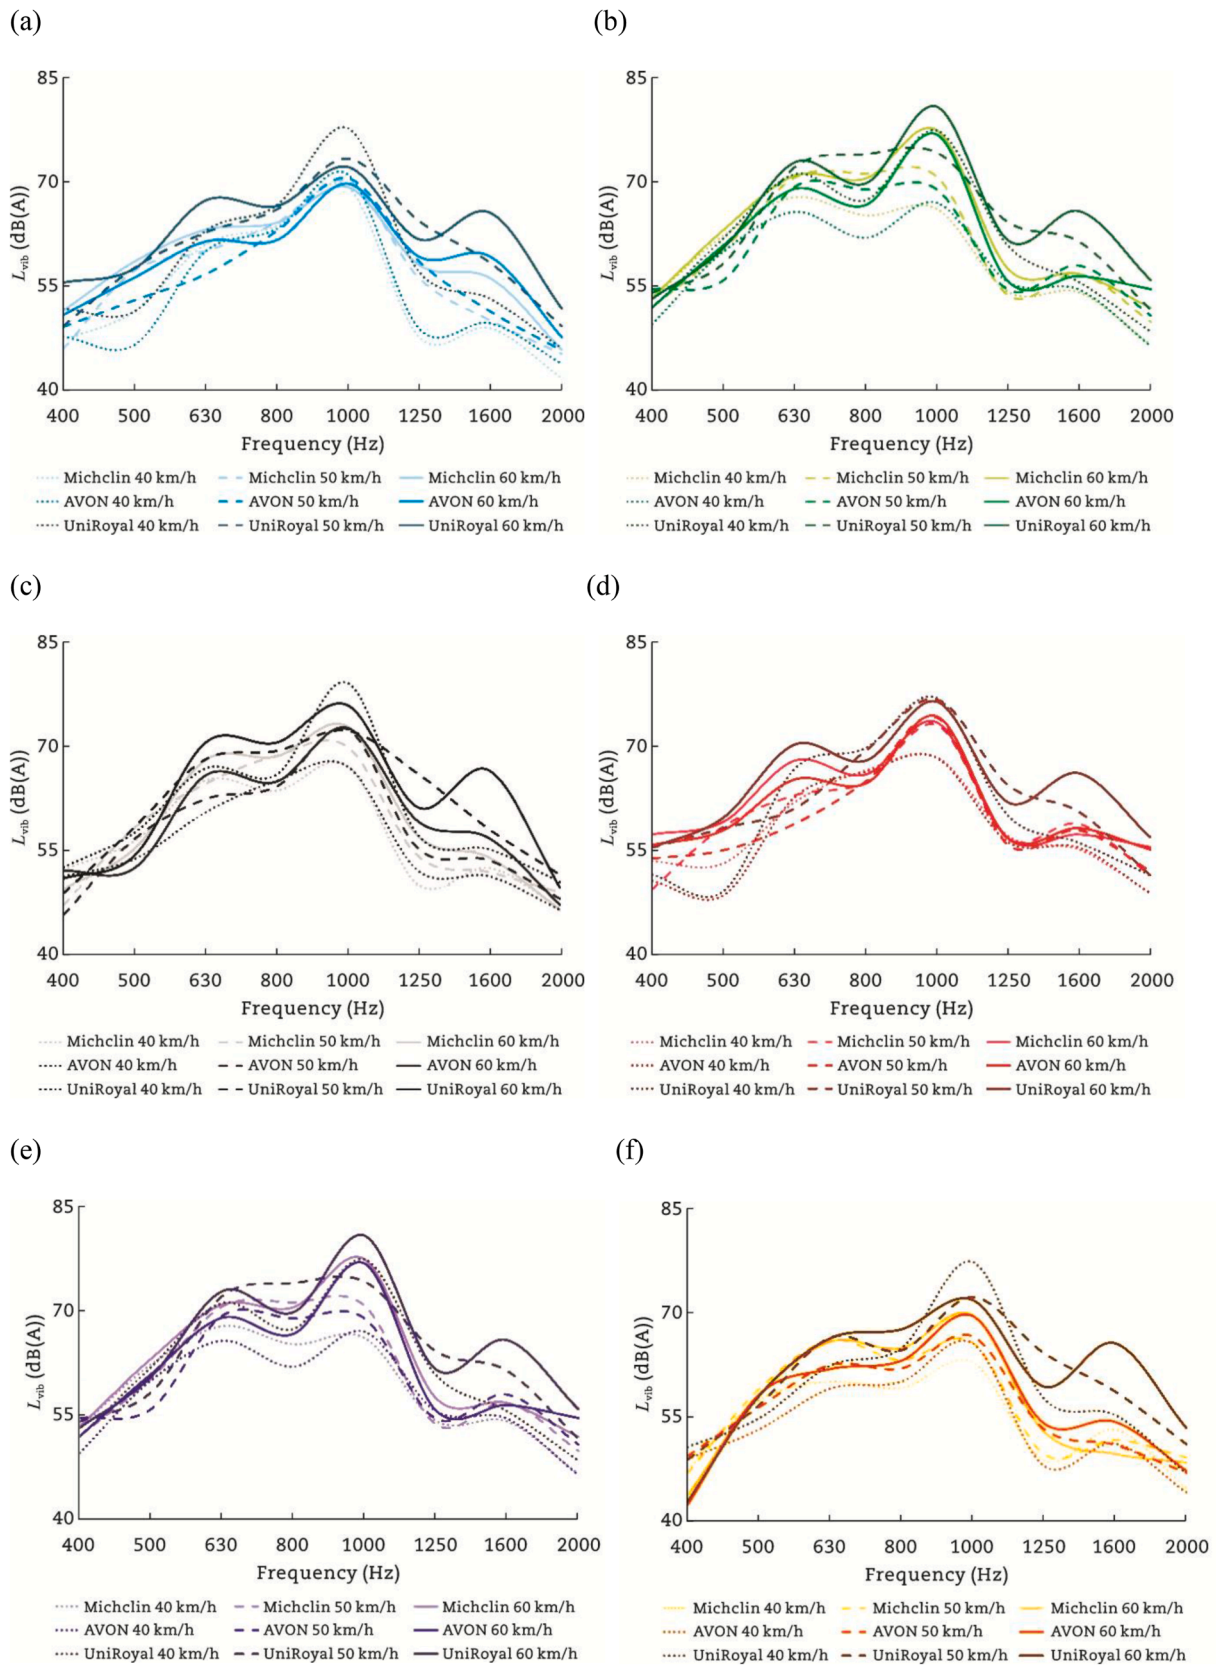 (a)
(b)
85
70
55
40
L_vib (dB(A))
400 500 630 800 1000 1250 1600 2000
Frequency (Hz)
Michclin 40 km/h Michclin 50 km/h Michclin 60 km/h
AVON 40 km/h AVON 50 km/h AVON 60 km/h
UniRoyal 40 km/h UniRoyal 50 km/h UniRoyal 60 km/h
85
70
55
40
L_vib (dB(A))
400 500 630 800 1000 1250 1600 2000
Frequency (Hz)
Michclin 40 km/h Michclin 50 km/h Michclin 60 km/h
AVON 40 km/h AVON 50 km/h AVON 60 km/h
UniRoyal 40 km/h UniRoyal 50 km/h UniRoyal 60 km/h
(c)
(d)
85
70
55
40
L_vib (dB(A))
400 500 630 800 1000 1250 1600 2000
Frequency (Hz)
Michclin 40 km/h Michclin 50 km/h Michclin 60 km/h
AVON 40 km/h AVON 50 km/h AVON 60 km/h
UniRoyal 40 km/h UniRoyal 50 km/h UniRoyal 60 km/h
85
70
55
40
L_vib (dB(A))
400 500 630 800 1000 1250 1600 2000
Frequency (Hz)
Michclin 40 km/h Michclin 50 km/h Michclin 60 km/h
AVON 40 km/h AVON 50 km/h AVON 60 km/h
UniRoyal 40 km/h UniRoyal 50 km/h UniRoyal 60 km/h
(e)
(f)
85
70
55
40
L_vib (dB(A))
400 500 630 800 1000 1250 1600 2000
Frequency (Hz)
Michclin 40 km/h Michclin 50 km/h Michclin 60 km/h
AVON 40 km/h AVON 50 km/h AVON 60 km/h
UniRoyal 40 km/h UniRoyal 50 km/h UniRoyal 60 km/h
85
70
55
40
L_vib (dB(A))
400 500 630 800 1000 1250 1600 2000
Frequency (Hz)
Michclin 40 km/h Michclin 50 km/h Michclin 60 km/h
AVON 40 km/h AVON 50 km/h AVON 60 km/h
UniRoyal 40 km/h UniRoyal 50 km/h UniRoyal 60 km/h